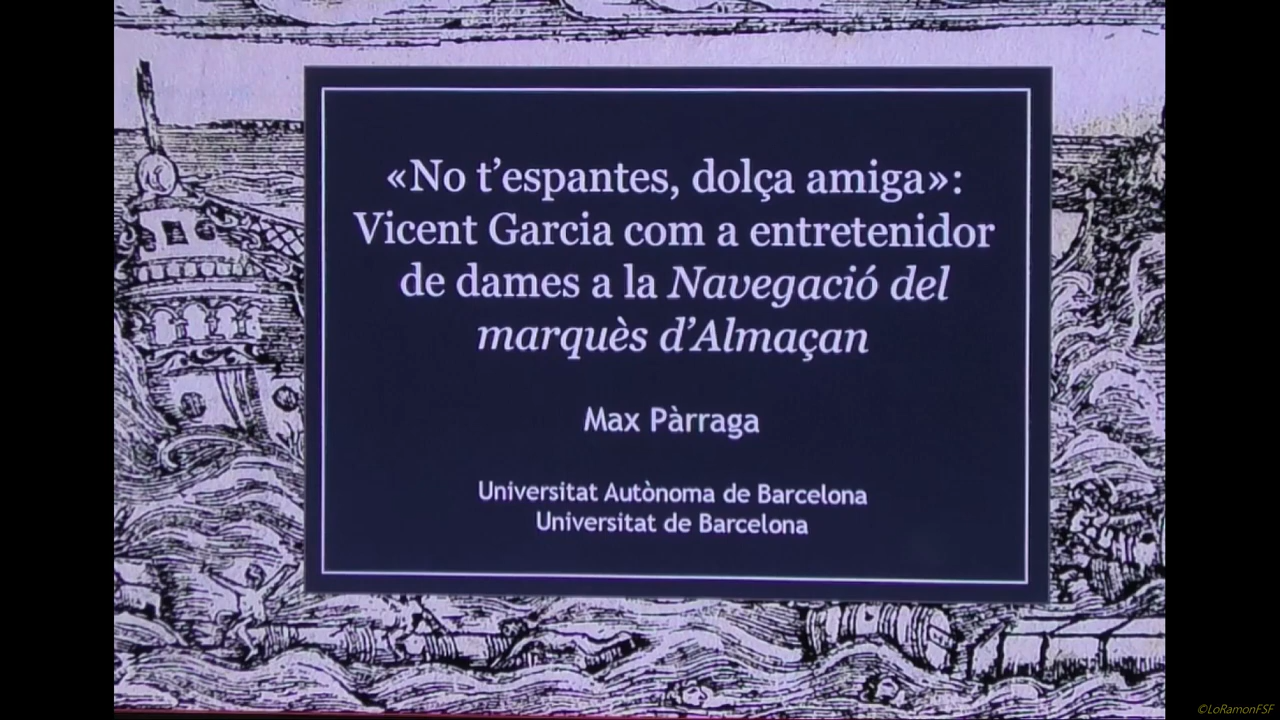 «No t’espantes, dolça amiga»:
Vicent Garcia com a entretenidor
de dames a la Navegació del
marquès d’Almaçan
Max Pàrraga
Universitat Autònoma de Barcelona
Universitat de Barcelona
©LoRamonFSF